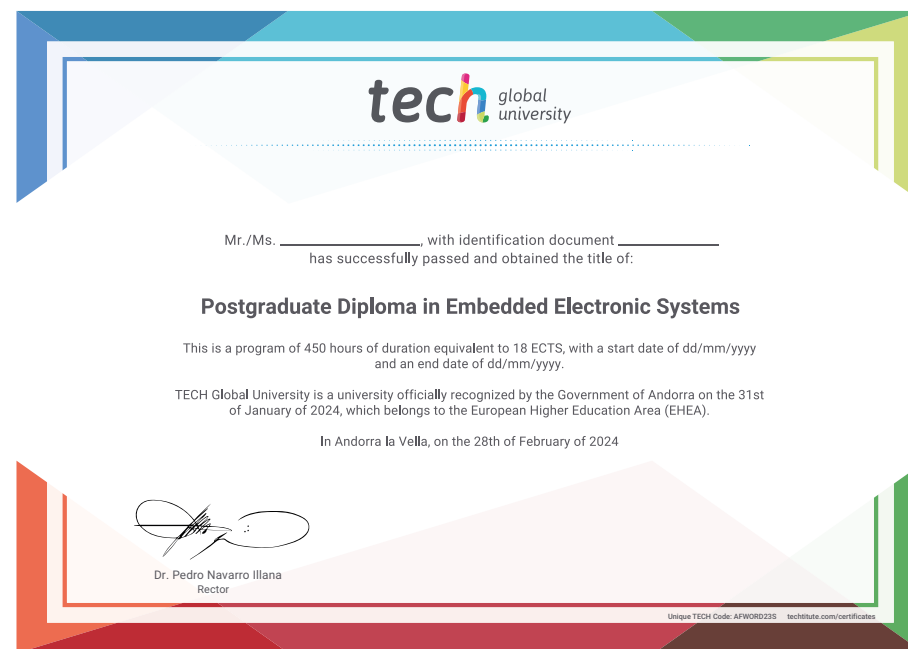 tech global university
Mr./Ms. ____________, with identification document ____________
has successfully passed and obtained the title of:
Postgraduate Diploma in Embedded Electronic Systems
This is a program of 450 hours of duration equivalent to 18 ECTS, with a start date of dd/mm/yyyy
and an end date of dd/mm/yyyy.
TECH Global University is a university officially recognized by the Government of Andorra on the 31st
of January of 2024, which belongs to the European Higher Education Area (EHEA).
In Andorra la Vella, on the 28th of February of 2024
Dr. Pedro Navarro Illana
Rector
Unique TECH Code: AFWORD23S techtitute.com/certificates